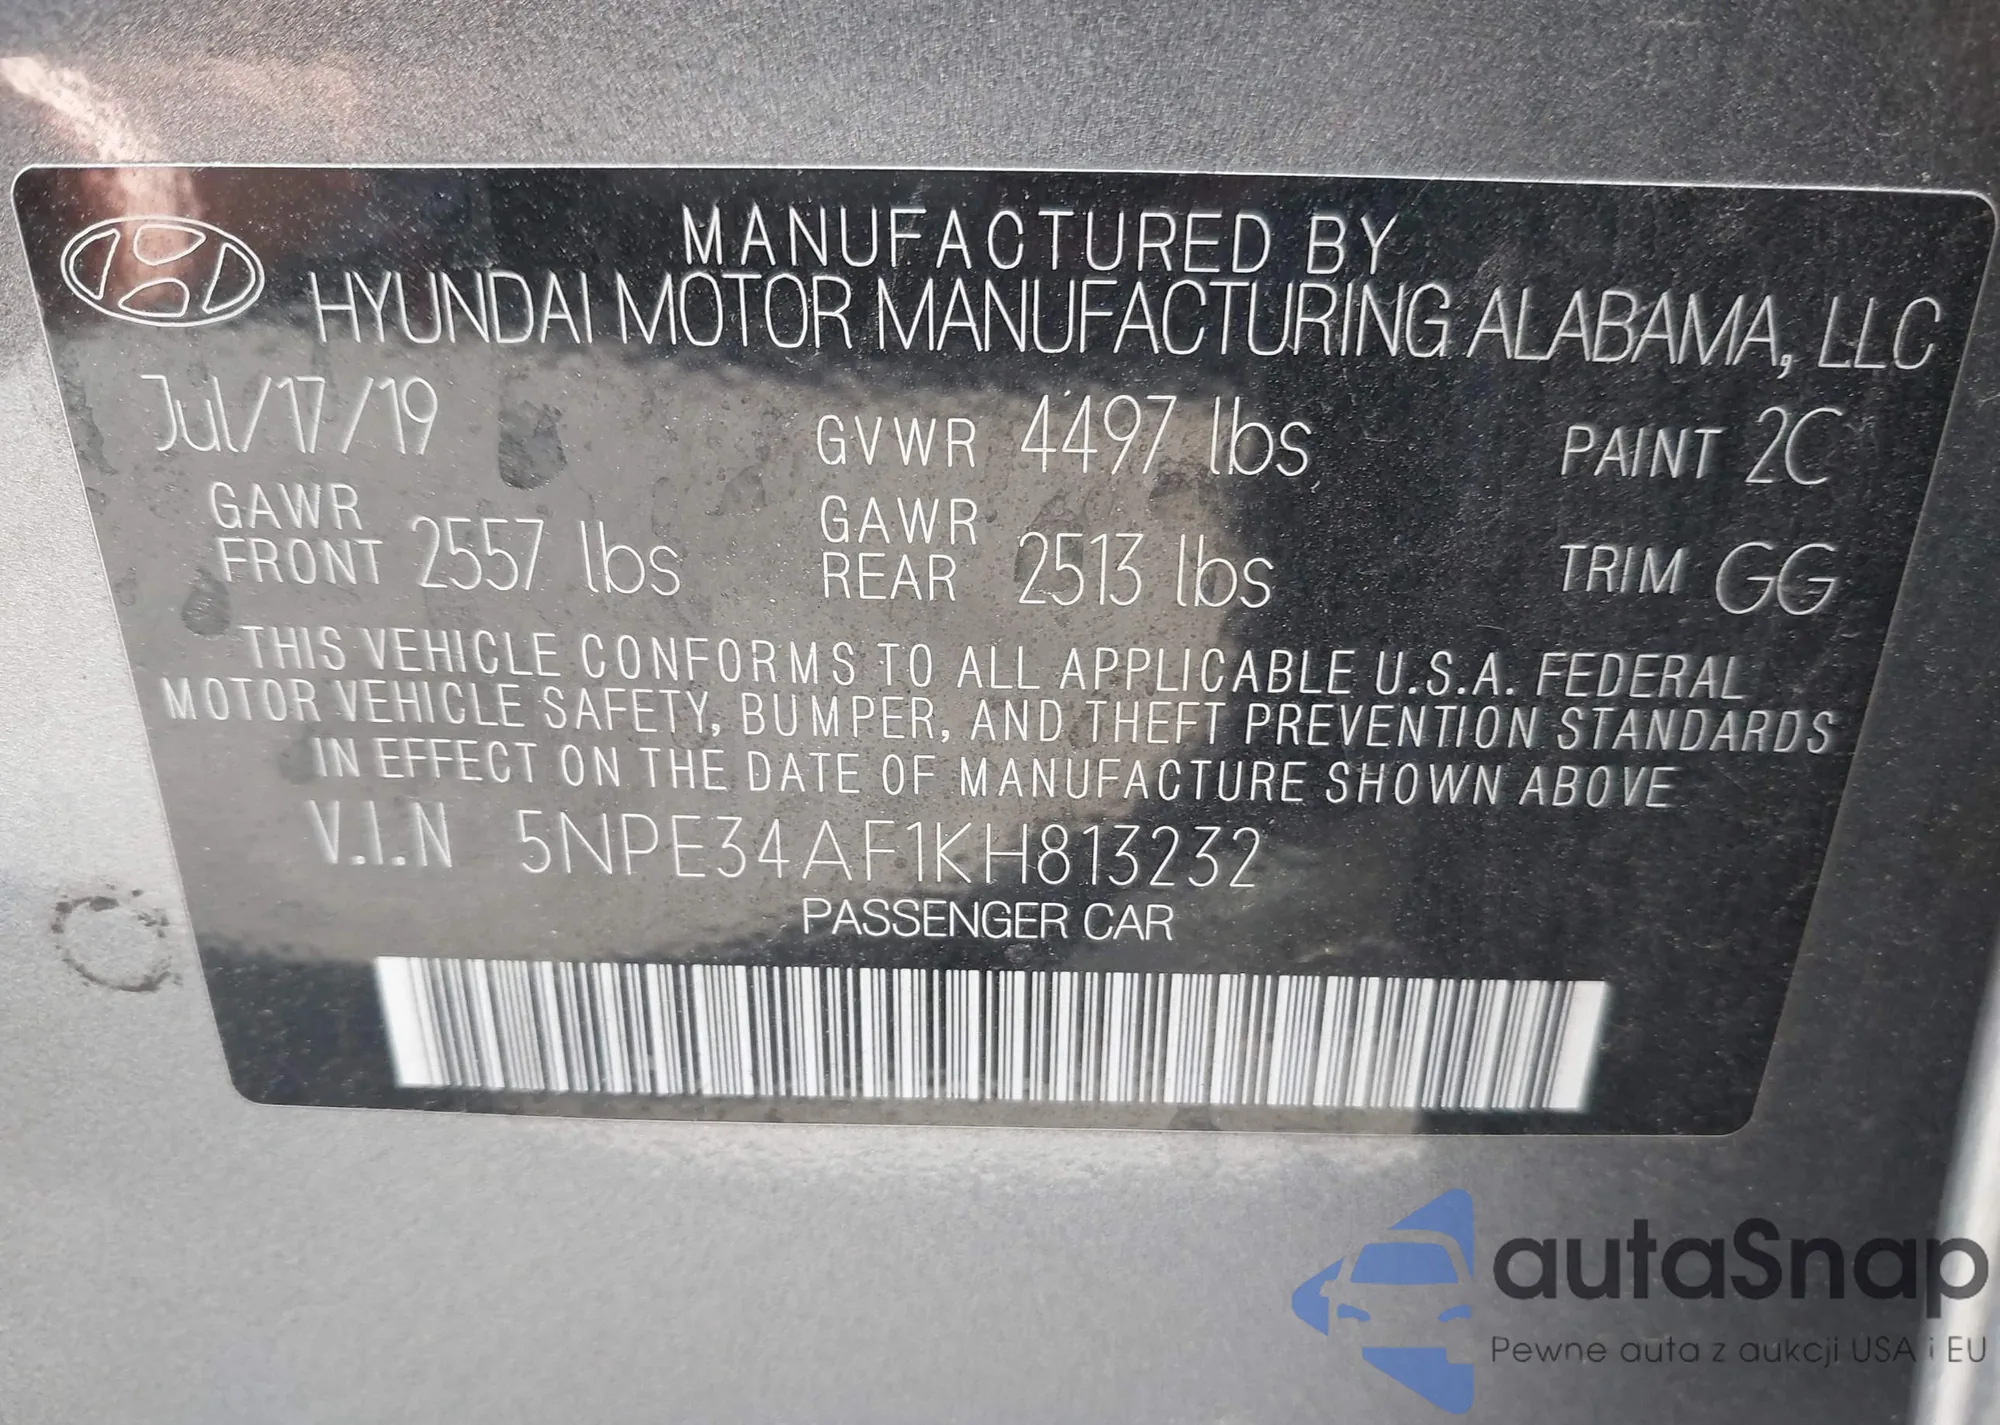 MANUFACTURED BY
HYUNDAI MOTOR MANUFACTURING ALABAMA, LLC
Jul/17/19 GVWR 4497 lbs PAINT 2C
GAWR FRONT 2557 lbs GAWR REAR 2513 lbs TRIM GG
THIS VEHICLE CONFORMS TO ALL APPLICABLE U.S.A. FEDERAL
MOTOR VEHICLE SAFETY, BUMPER, AND THEFT PREVENTION STANDARDS
IN EFFECT ON THE DATE OF MANUFACTURE SHOWN ABOVE
V.I.N 5NPE34AF1KH813232
PASSENGER CAR
autaSnap
Pewne auta z aukcji USA i EU